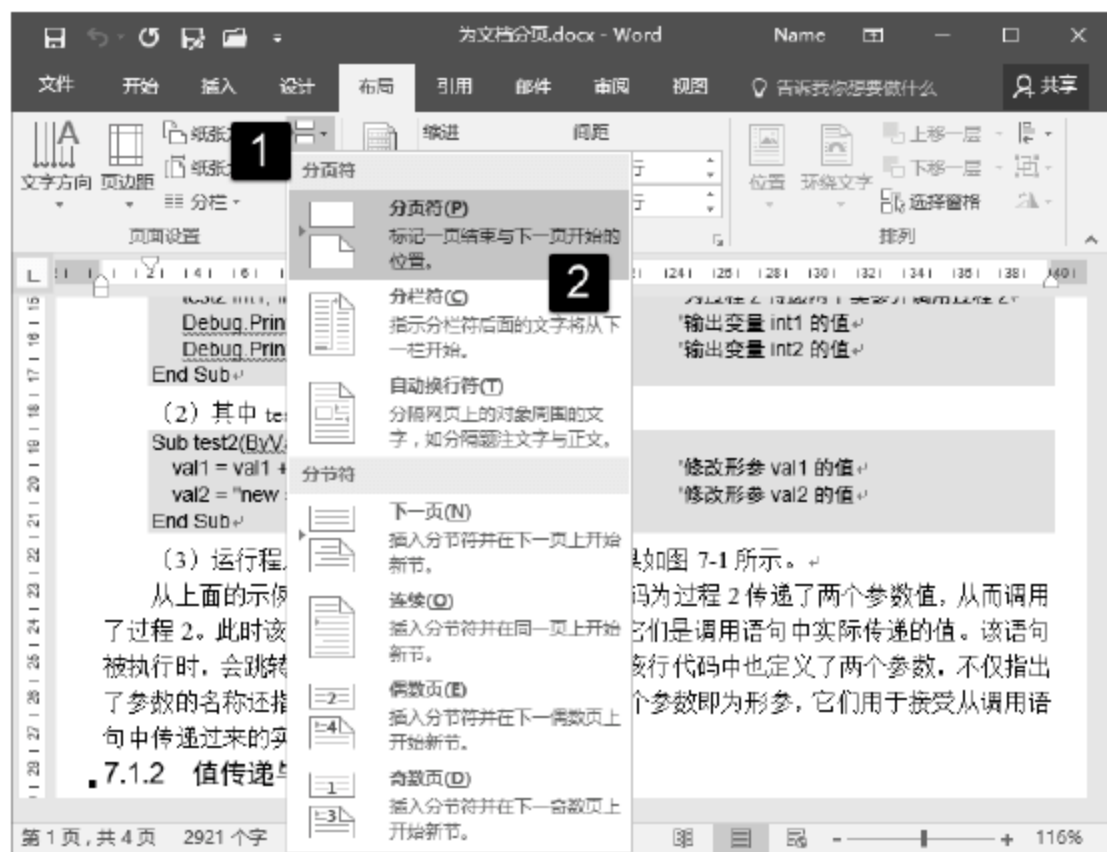 为文档分页.docx - Word Name
文件 开始 插入 设计 布局 引用 邮件 审阅 视图 告诉我你想要做什么 共享
文字方向 页边距 纸张 纸张 分栏
页面设置
1
缩进 间距
行
行
位置 环绕文字 上移一层 下移一层 选择窗格
排列
分页符
分页符(P)
标记一页结束与下一页开始的
位置。
2
分栏符(C)
指示分栏符后面的文字将从下
一栏开始。
自动换行符(T)
分隔网页上的对象周围的文
字，如分隔题注文字与正文。
分节符
下一页(N)
插入分节符并在下一页上开始
新节。
连续(O)
插入分节符并在同一页上开始
新节。
偶数页(E)
插入分节符并在下一偶数页上
开始新节。
奇数页(D)
插入分节符并在下一奇数页上
开始新节。
Debug.Prin '输出变量 int1 的值
Debug.Prin '输出变量 int2 的值
End Sub
（2）其中 tes
Sub test2(ByVa
val1 = val1 + '修改形参 val1 的值
val2 = "new '修改形参 val2 的值
End Sub
（3）运行程 如图 7-1 所示。
从上面的示例 码为过程 2 传递了两个参数值，从而调用
了过程 2。此时该 它们是调用语句中实际传递的值。该语句
被执行时，会跳转 该行代码中也定义了两个参数，不仅指出
了参数的名称还指 个参数即为形参，它们用于接受从调用语
句中传递过来的实
7.1.2 值传递与
第 1 页，共 4 页 2921 个字 116%